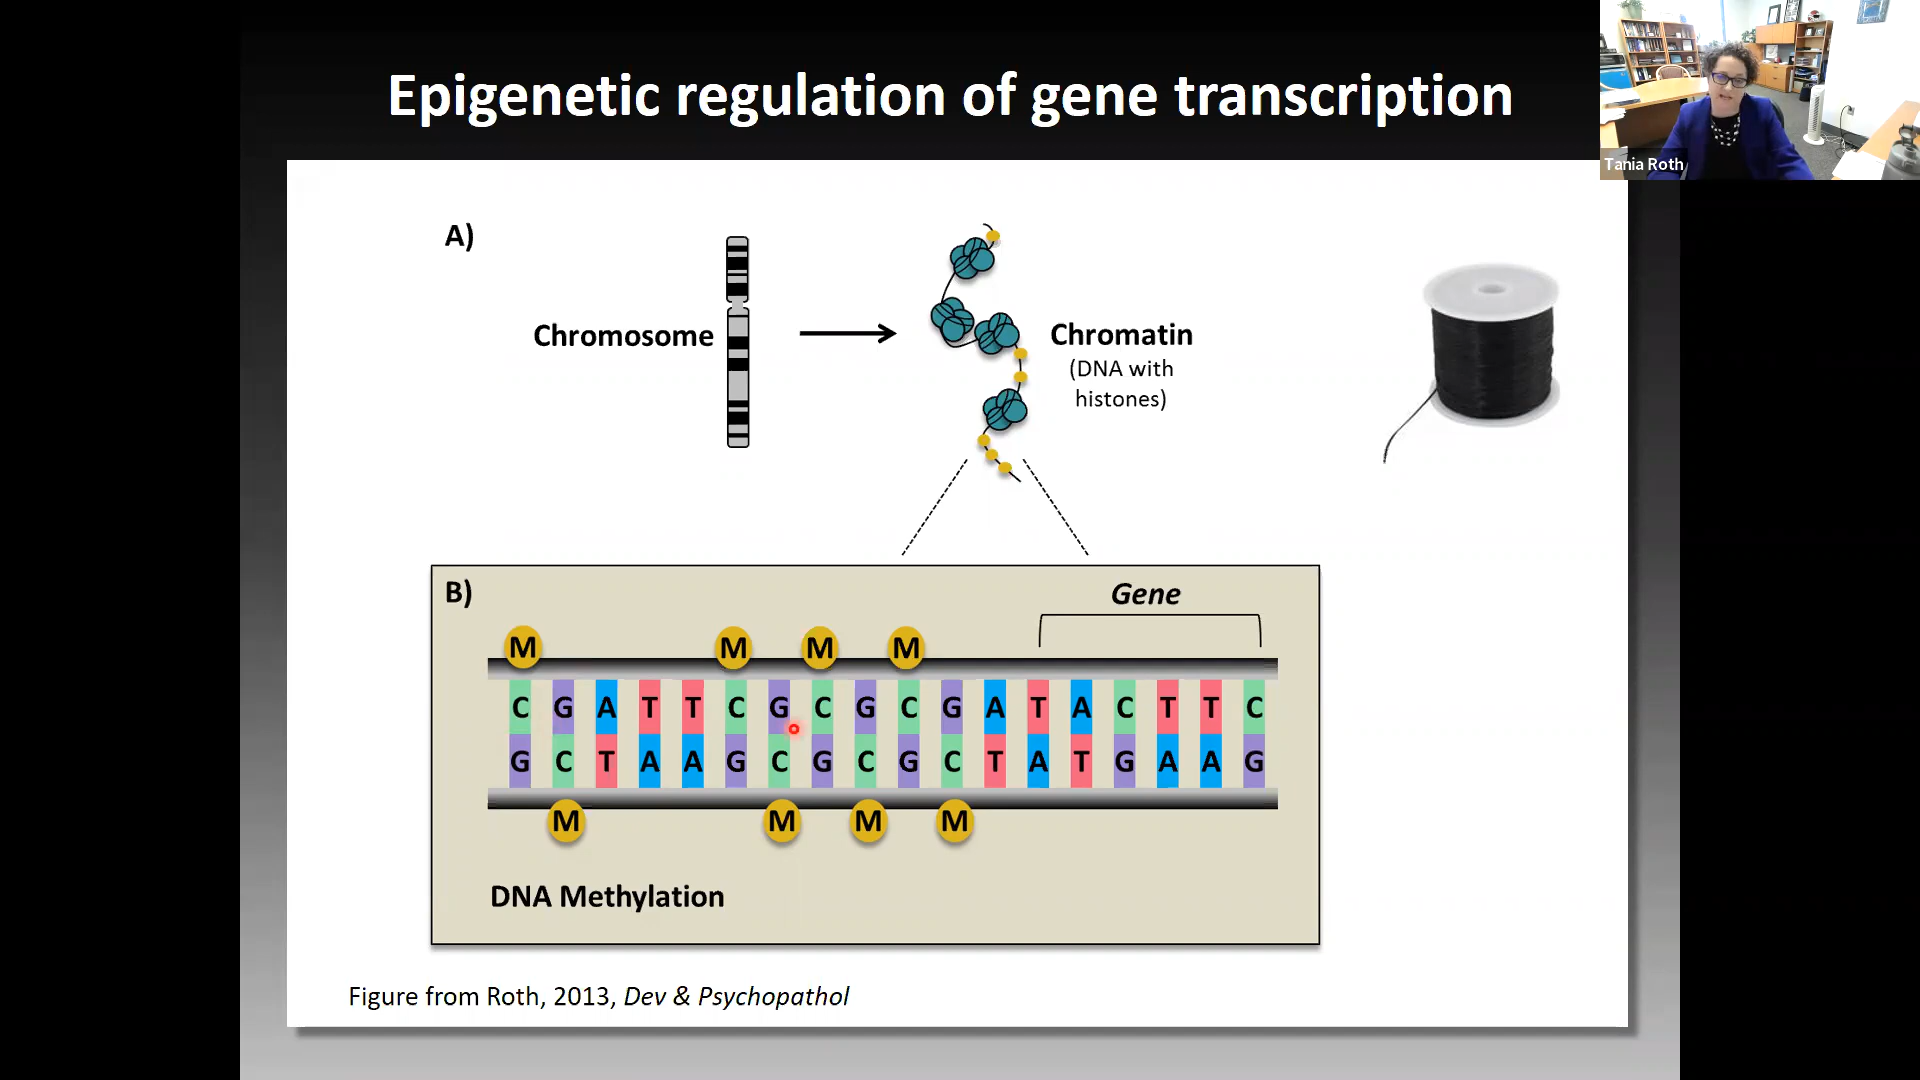 Epigenetic regulation of gene transcription
Tania Roth
A)
Chromosome
Chromatin
(DNA with
histones)
B)
Gene
M M M M
C G A T T C G C G C G A T A C T T C
G C T A A G C G C G C T A T G A A G
M M M M
DNA Methylation
Figure from Roth, 2013, Dev & Psychopathol